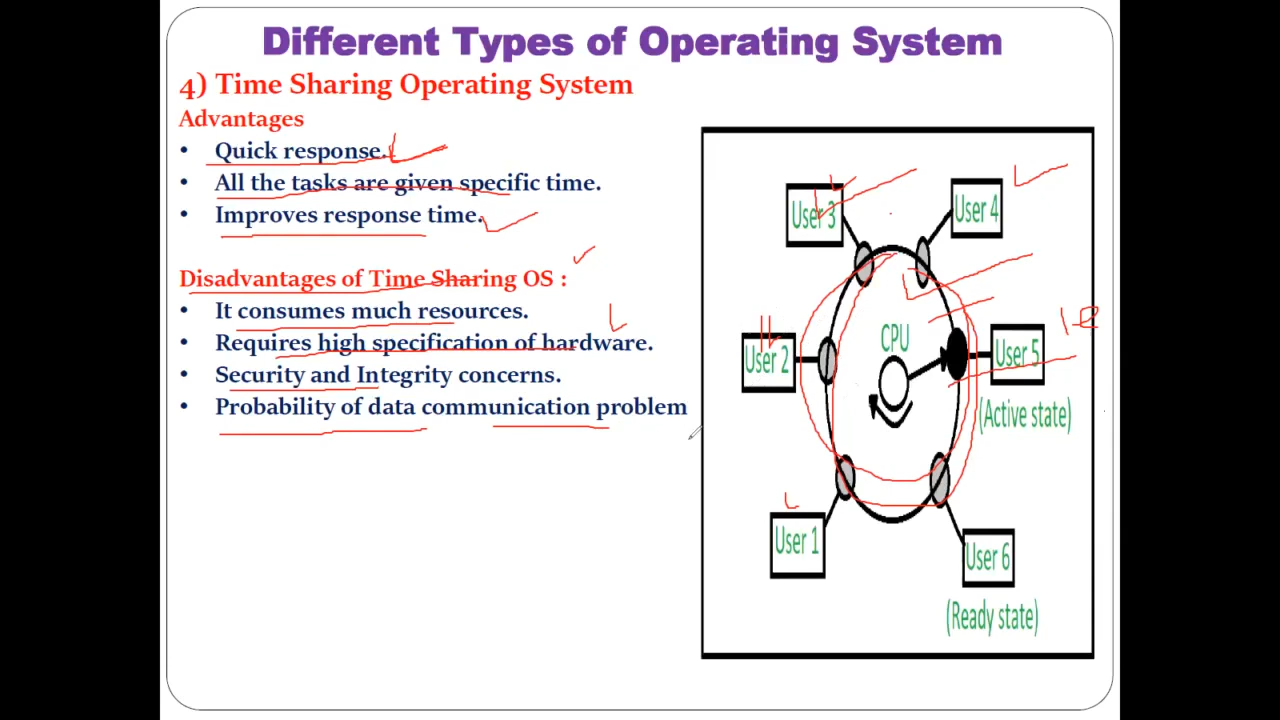 Different Types of Operating System
4) Time Sharing Operating System
Advantages
• Quick response.
• All the tasks are given specific time.
• Improves response time.
Disadvantages of Time Sharing OS :
• It consumes much resources.
• Requires high specification of hardware.
• Security and Integrity concerns.
• Probability of data communication problem
User 3
User 4
CPU
User 2
User 5
(Active state)
User 1
User 6
(Ready state)